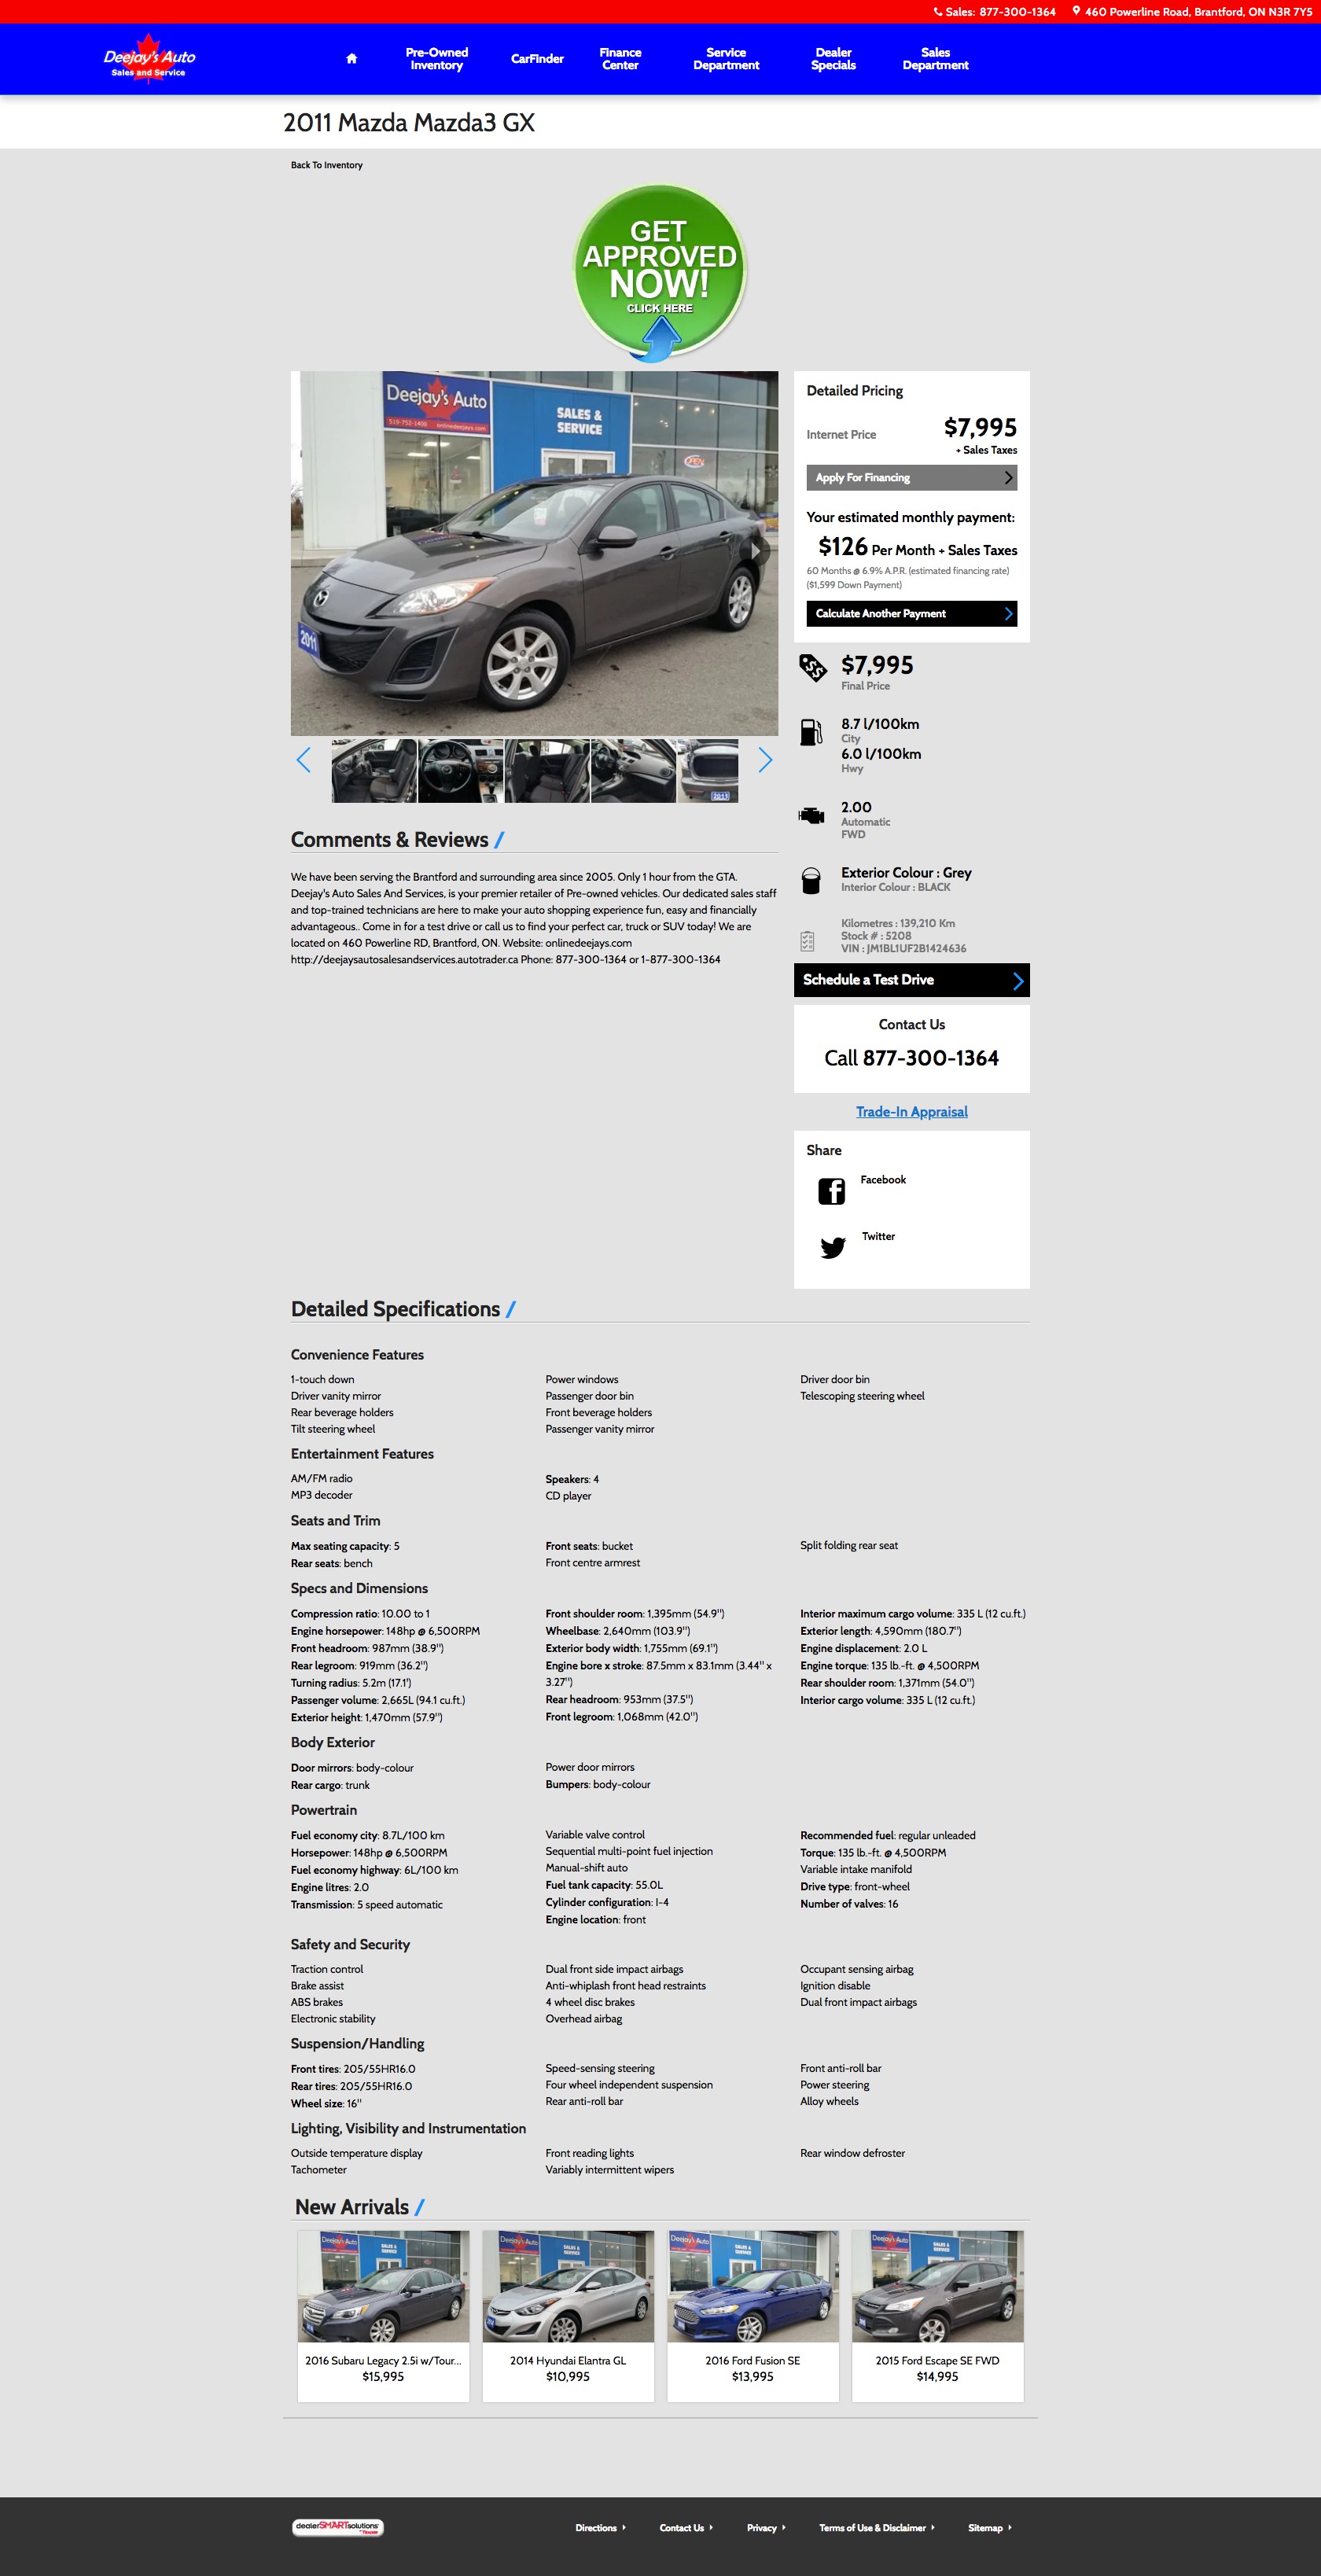 Sales: 877-300-1364 460 Powerline Road, Brantford, ON N3R 7Y5
Deejay's Auto
Sales and Service
Pre-Owned Inventory
CarFinder
Finance Center
Service Department
Dealer Specials
Sales Department
2011 Mazda Mazda3 GX
Back To Inventory
GET
APPROVED
NOW!
CLICK HERE
Deejay's Auto
519-752-1400 onlinedeejays.com
SALES &
SERVICE
OPEN
2011
2011
Detailed Pricing
Internet Price $7,995
+ Sales Taxes
Apply For Financing
Your estimated monthly payment:
$126 Per Month + Sales Taxes
60 Months @ 6.9% A.P.R. (estimated financing rate)
($1,599 Down Payment)
Calculate Another Payment
$7,995
Final Price
8.7 l/100km
City
6.0 l/100km
Hwy
2.00
Automatic
FWD
Exterior Colour : Grey
Interior Colour : BLACK
Kilometres : 139,210 Km
Stock # : 5208
VIN : JM1BL1UF2B1424636
Schedule a Test Drive
Contact Us
Call 877-300-1364
Trade-In Appraisal
Share
Facebook
Twitter
Comments & Reviews /
We have been serving the Brantford and surrounding area since 2005. Only 1 hour from the GTA.
Deejay's Auto Sales And Services, is your premier retailer of Pre-owned vehicles. Our dedicated sales staff
and top-trained technicians are here to make your auto shopping experience fun, easy and financially
advantageous.. Come in for a test drive or call us to find your perfect car, truck or SUV today! We are
located on 460 Powerline RD, Brantford, ON. Website: onlinedeejays.com
http://deejaysautosalesandservices.autotrader.ca Phone: 877-300-1364 or 1-877-300-1364
Detailed Specifications /
Convenience Features
1-touch down
Driver vanity mirror
Rear beverage holders
Tilt steering wheel
Power windows
Passenger door bin
Front beverage holders
Passenger vanity mirror
Driver door bin
Telescoping steering wheel
Entertainment Features
AM/FM radio
MP3 decoder
Speakers: 4
CD player
Seats and Trim
Max seating capacity: 5
Rear seats: bench
Front seats: bucket
Front centre armrest
Split folding rear seat
Specs and Dimensions
Compression ratio: 10.00 to 1
Engine horsepower: 148hp @ 6,500RPM
Front headroom: 987mm (38.9")
Rear legroom: 919mm (36.2")
Turning radius: 5.2m (17.1')
Passenger volume: 2,665L (94.1 cu.ft.)
Exterior height: 1,470mm (57.9")
Front shoulder room: 1,395mm (54.9")
Wheelbase: 2,640mm (103.9")
Exterior body width: 1,755mm (69.1")
Engine bore x stroke: 87.5mm x 83.1mm (3.44" x
3.27")
Rear headroom: 953mm (37.5")
Front legroom: 1,068mm (42.0")
Interior maximum cargo volume: 335 L (12 cu.ft.)
Exterior length: 4,590mm (180.7")
Engine displacement: 2.0 L
Engine torque: 135 lb.-ft. @ 4,500RPM
Rear shoulder room: 1,371mm (54.0")
Interior cargo volume: 335 L (12 cu.ft.)
Body Exterior
Door mirrors: body-colour
Rear cargo: trunk
Power door mirrors
Bumpers: body-colour
Powertrain
Fuel economy city: 8.7L/100 km
Horsepower: 148hp @ 6,500RPM
Fuel economy highway: 6L/100 km
Engine litres: 2.0
Transmission: 5 speed automatic
Variable valve control
Sequential multi-point fuel injection
Manual-shift auto
Fuel tank capacity: 55.0L
Cylinder configuration: I-4
Engine location: front
Recommended fuel: regular unleaded
Torque: 135 lb.-ft. @ 4,500RPM
Variable intake manifold
Drive type: front-wheel
Number of valves: 16
Safety and Security
Traction control
Brake assist
ABS brakes
Electronic stability
Dual front side impact airbags
Anti-whiplash front head restraints
4 wheel disc brakes
Overhead airbag
Occupant sensing airbag
Ignition disable
Dual front impact airbags
Suspension/Handling
Front tires: 205/55HR16.0
Rear tires: 205/55HR16.0
Wheel size: 16"
Speed-sensing steering
Four wheel independent suspension
Rear anti-roll bar
Front anti-roll bar
Power steering
Alloy wheels
Lighting, Visibility and Instrumentation
Outside temperature display
Tachometer
Front reading lights
Variably intermittent wipers
Rear window defroster
New Arrivals /
2016 Subaru Legacy 2.5i w/Tour...
$15,995
2014 Hyundai Elantra GL
$10,995
2016 Ford Fusion SE
$13,995
2015 Ford Escape SE FWD
$14,995
dealerSMARTsolutions
Directions
Contact Us
Privacy
Terms of Use & Disclaimer
Sitemap